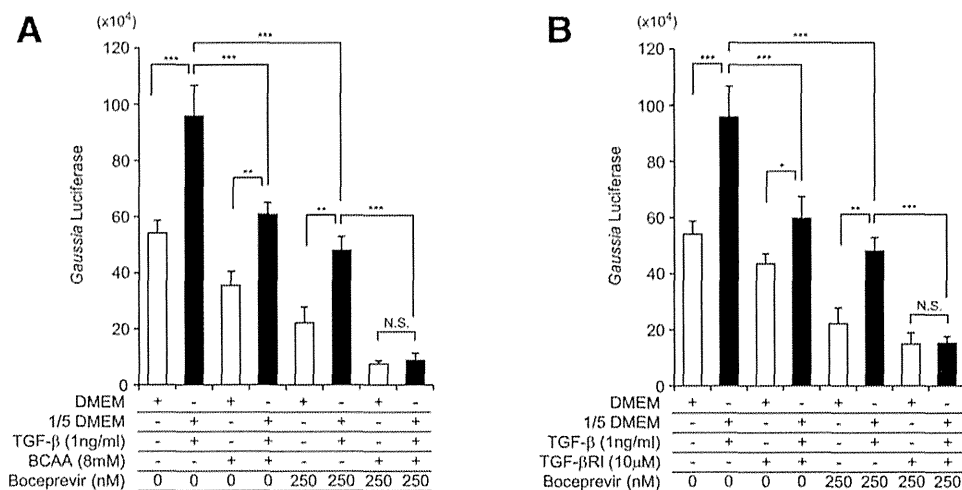 A
(x10⁴)
120
100
80
60
40
20
0
Gaussia Luciferase
***
***
***
**
**
***
N.S.
DMEM + - + - + - + -
1/5 DMEM - + - + - + - +
TGF-β (1ng/ml) - + - + - + - +
BCAA (8mM) - - + + - - + +
Boceprevir (nM) 0 0 0 0 250 250 250 250
B
(x10⁴)
120
100
80
60
40
20
0
Gaussia Luciferase
***
***
***
*
**
***
N.S.
DMEM + - + - + - + -
1/5 DMEM - + - + - + - +
TGF-β (1ng/ml) - + - + - + - +
TGF-βRI (10μM) - - + + - - + +
Boceprevir (nM) 0 0 0 0 250 250 250 250